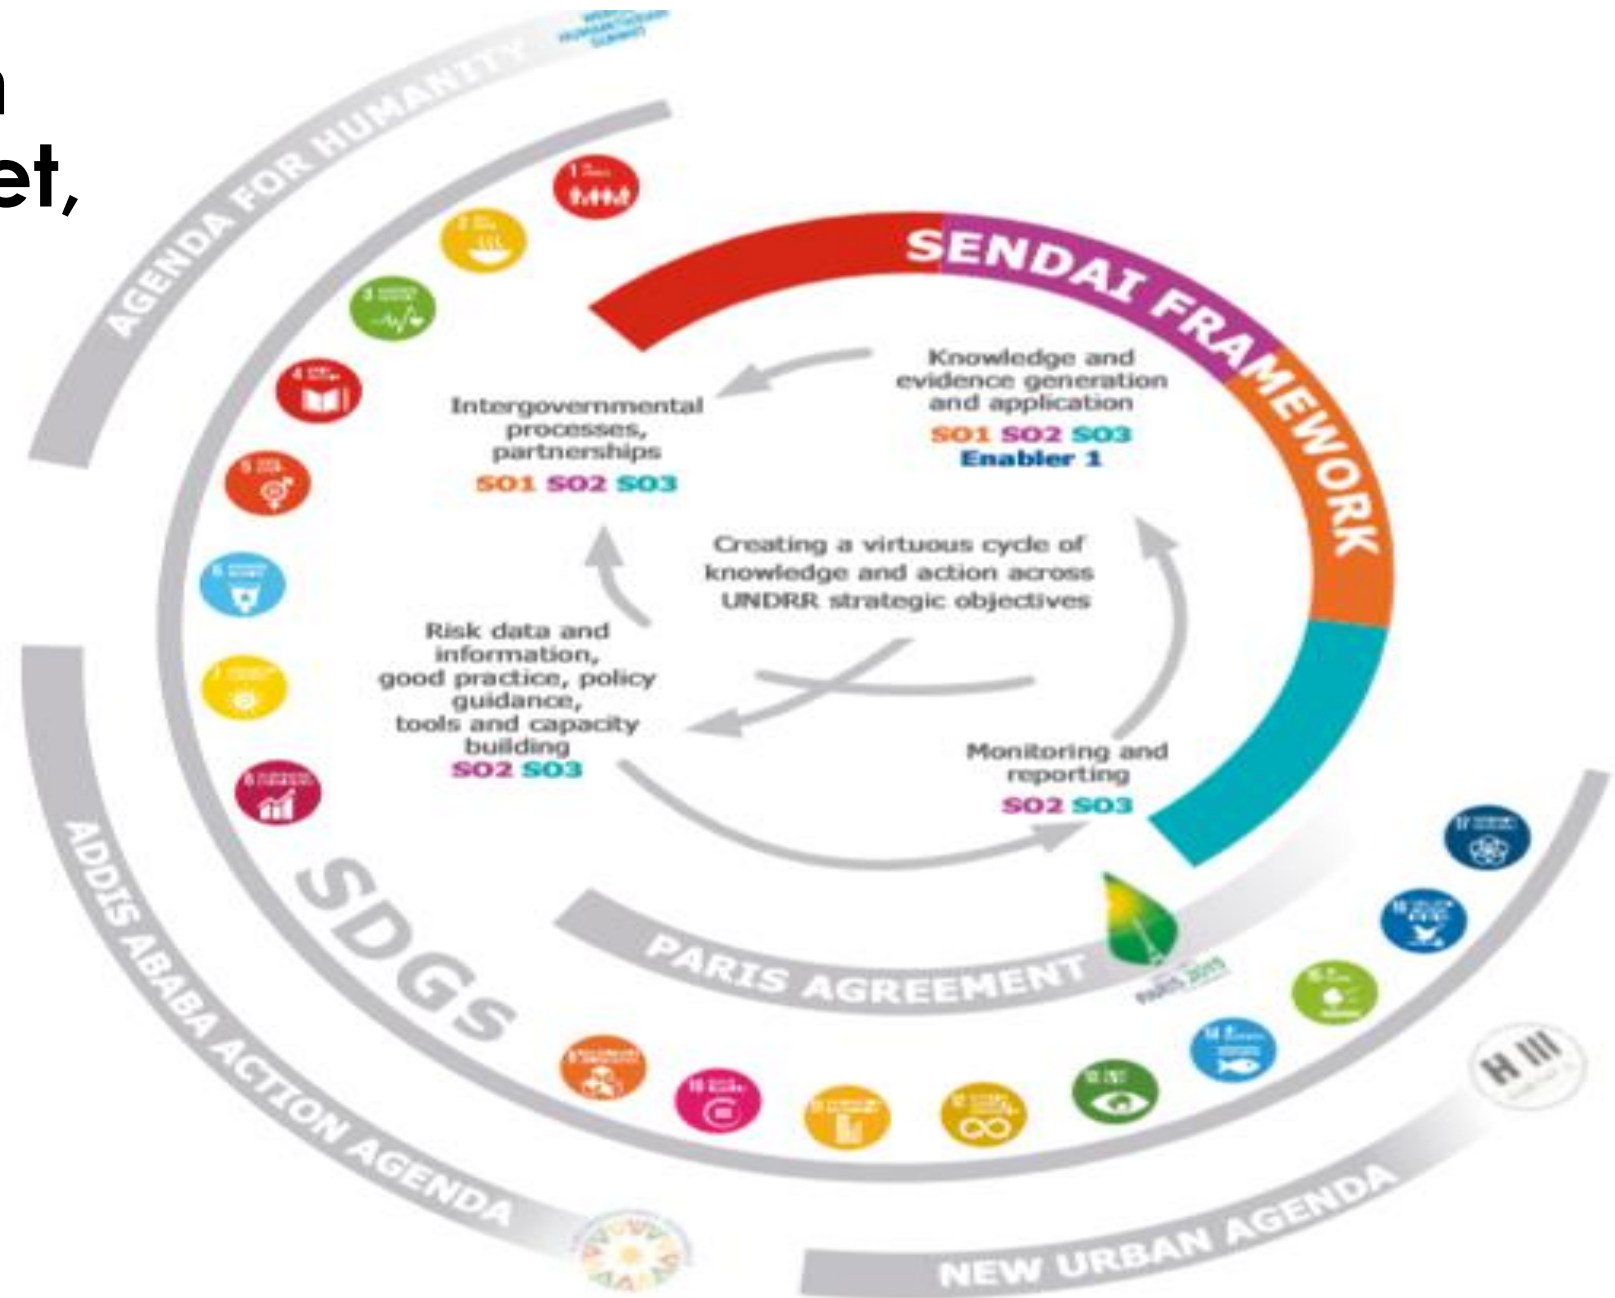 et,
AGENDA FOR HUMANITY
SENDAI FRAMEWORK
Knowledge and
evidence generation
and application
SO1 SO2 SO3
Enabler 1
Intergovernmental
processes,
partnerships
SO1 SO2 SO3
Creating a virtuous cycle of
knowledge and action across
UNDRR strategic objectives
Risk data and
information,
good practice, policy
guidance,
tools and capacity
building
SO2 SO3
Monitoring and
reporting
SO2 SO3
SDGs
PARIS AGREEMENT
PARIS 2015
ADDIS ABABA ACTION AGENDA
NEW URBAN AGENDA
H III